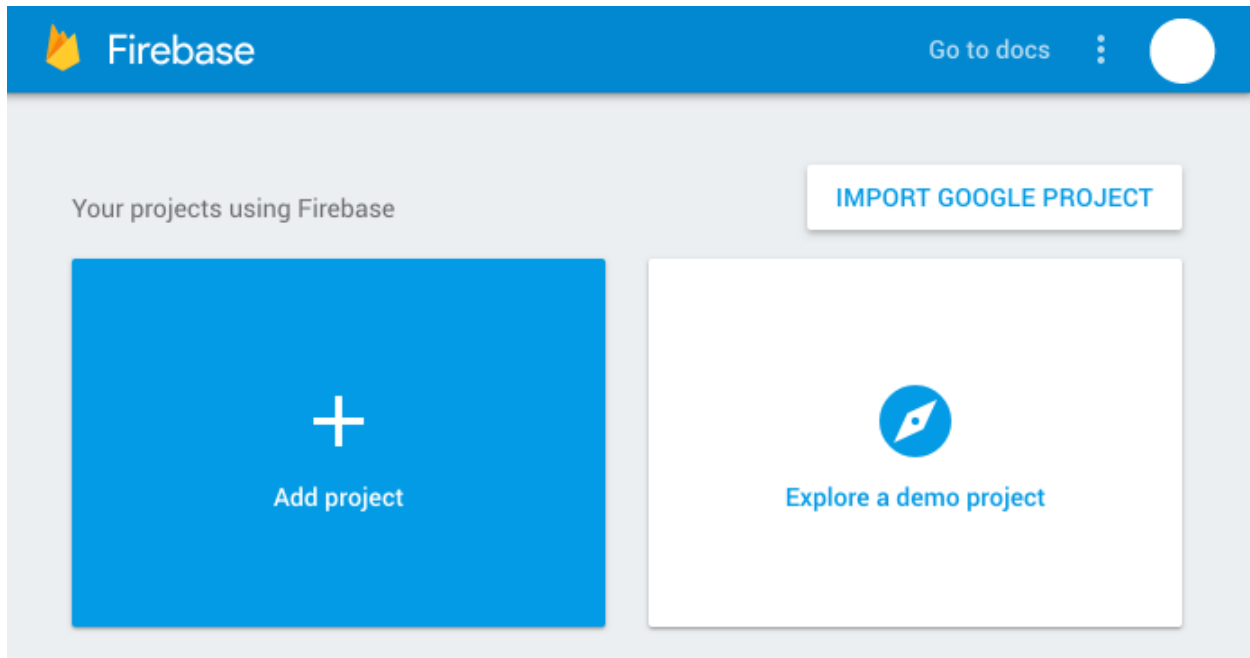 Firebase
Go to docs
Your projects using Firebase
IMPORT GOOGLE PROJECT
Add project
Explore a demo project